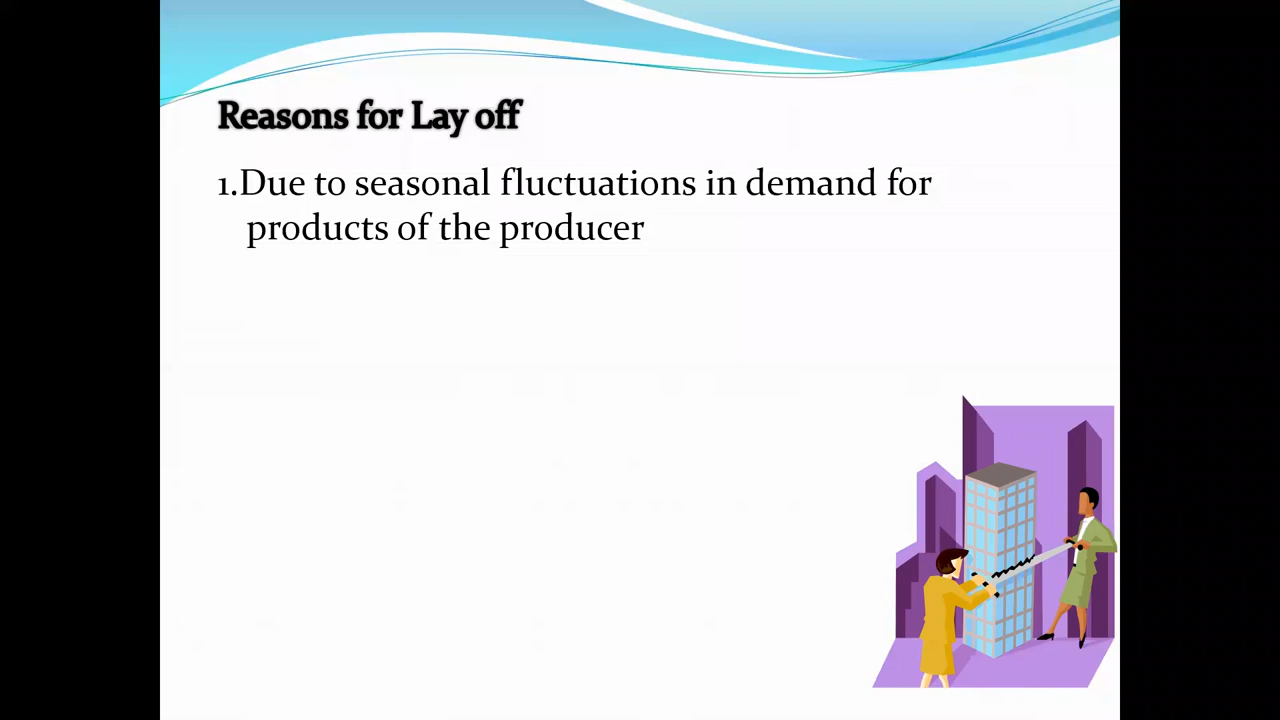 Reasons for Lay off
1.Due to seasonal fluctuations in demand for
products of the producer